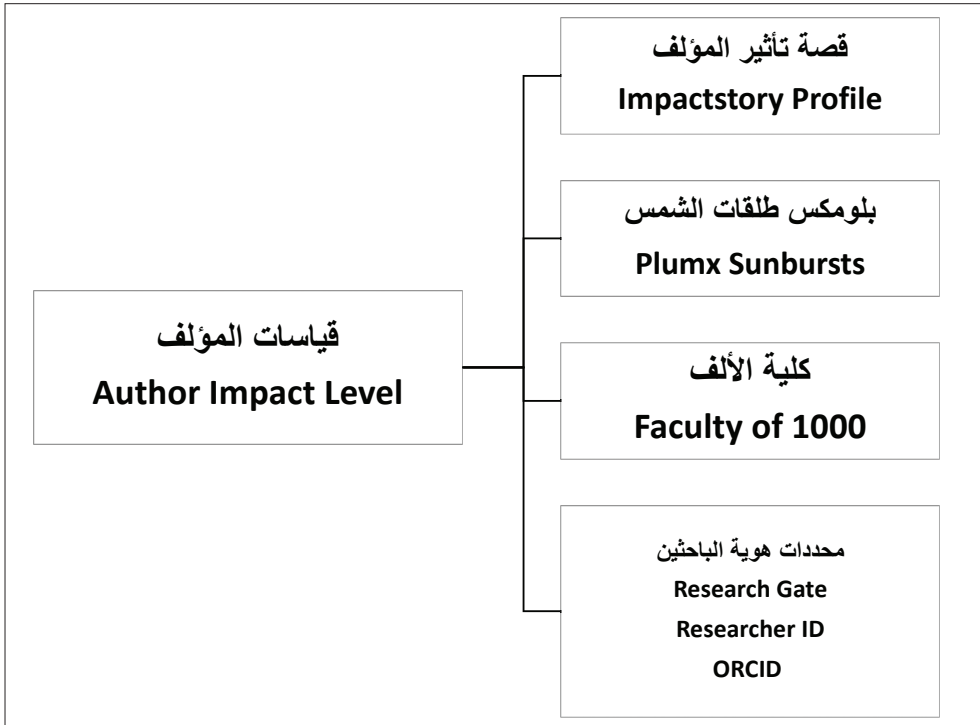 قياسات المؤلف
Author Impact Level
قصة تأثير المؤلف
Impactstory Profile
بلومكس طلقات الشمس
Plumx Sunbursts
كلية الألف
Faculty of 1000
محددات هوية الباحثين
Research Gate
Researcher ID
ORCID